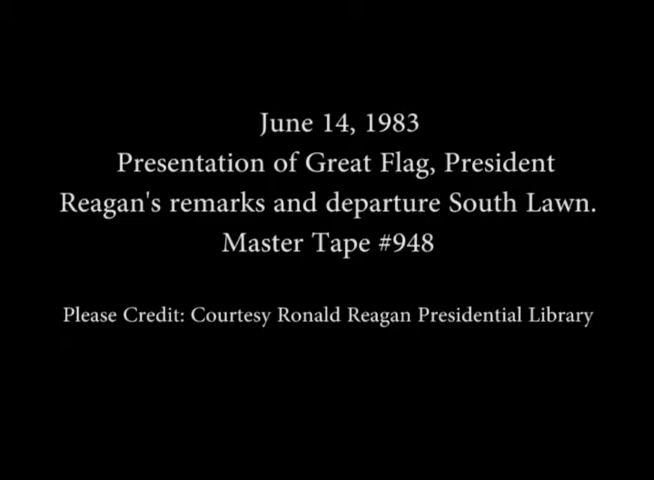 June 14, 1983
Presentation of Great Flag, President
Reagan's remarks and departure South Lawn.
Master Tape #948
Please Credit: Courtesy Ronald Reagan Presidential Library